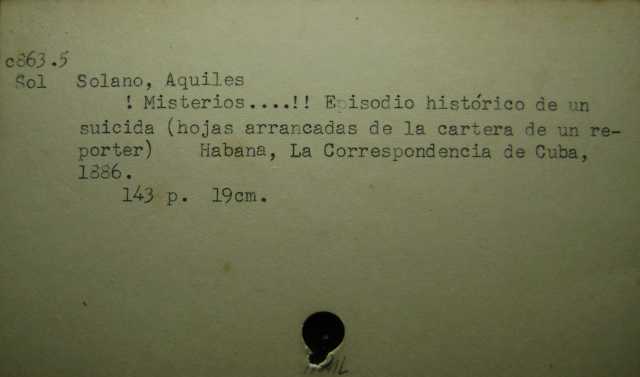 c863.5
Sol Solano, Aquiles
! Misterios....!! Episodio histórico de un
suicida (hojas arrancadas de la cartera de un re-
porter) Habana, La Correspondencia de Cuba,
1886.
143 p. 19cm.